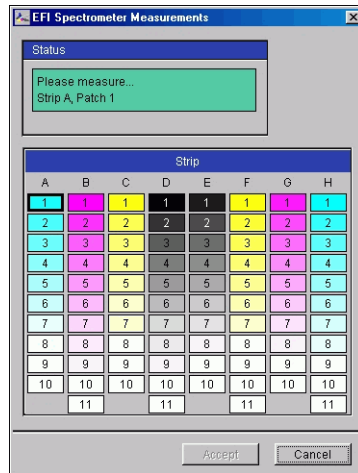 EFI Spectrometer Measurements
Status
Please measure...
Strip A, Patch 1
Strip
A B C D E F G H
1 1 1 1 1 1 1 1
2 2 2 2 2 2 2 2
3 3 3 3 3 3 3 3
4 4 4 4 4 4 4 4
5 5 5 5 5 5 5 5
6 6 6 6 6 6 6 6
7 7 7 7 7 7 7 7
8 8 8 8 8 8 8 8
9 9 9 9 9 9 9 9
10 10 10 10 10 10 10 10
11 11 11 11
Accept Cancel